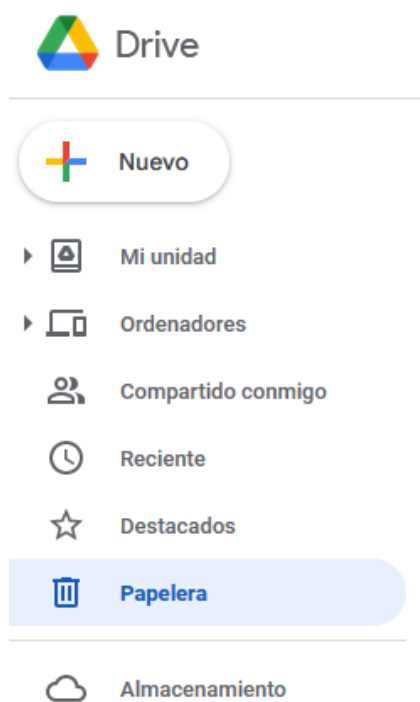 Drive
Nuevo
Mi unidad
Ordenadores
Compartido conmigo
Reciente
Destacados
Papelera
Almacenamiento